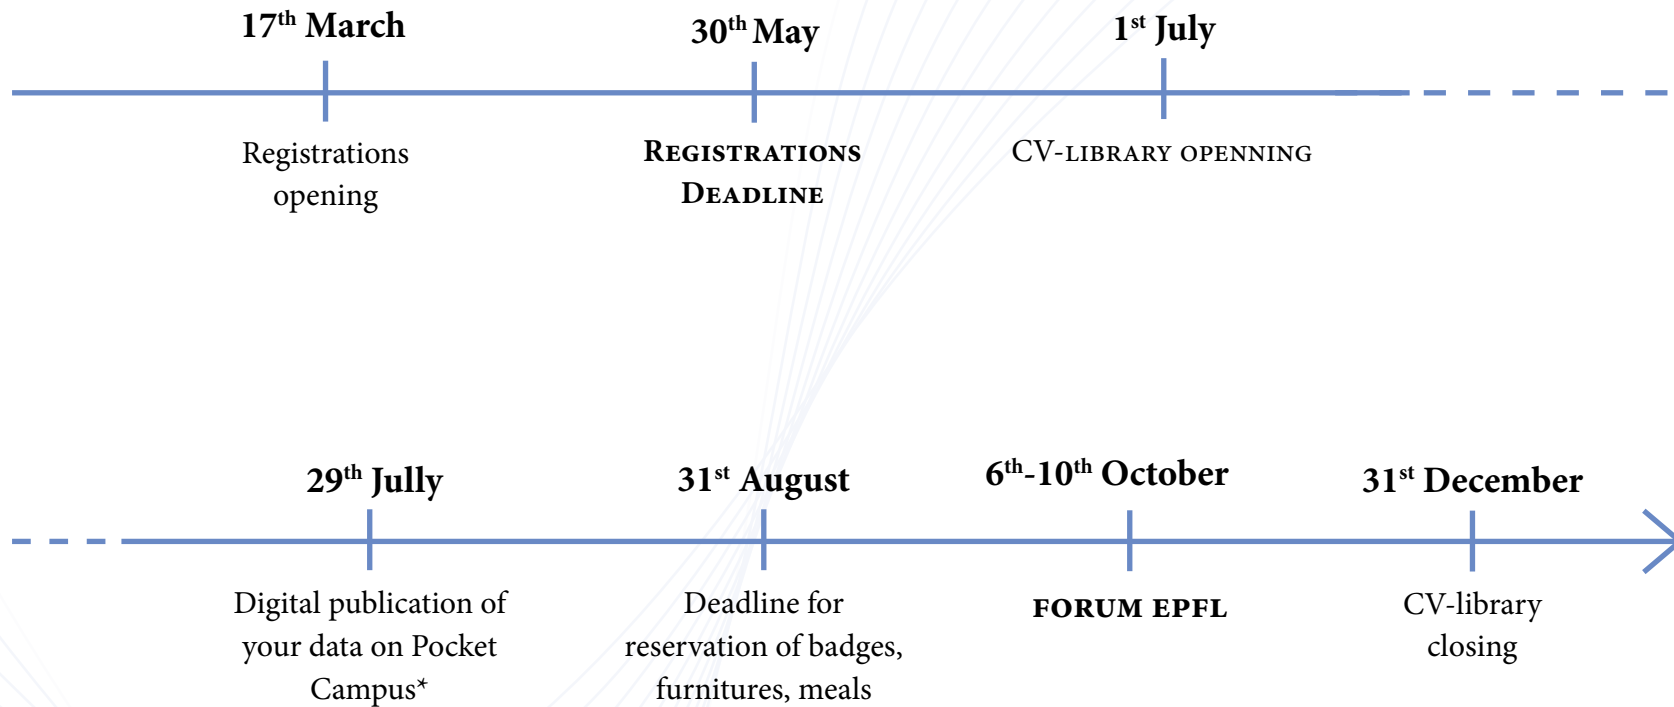 17th March
30th May
1st July
Registrations
opening
Registrations
Deadline
CV-library openning
29th Jully
31st August
6th-10th October
31st December
Digital publication of
your data on Pocket
Campus*
Deadline for
reservation of badges,
furnitures, meals
FORUM EPFL
CV-library
closing